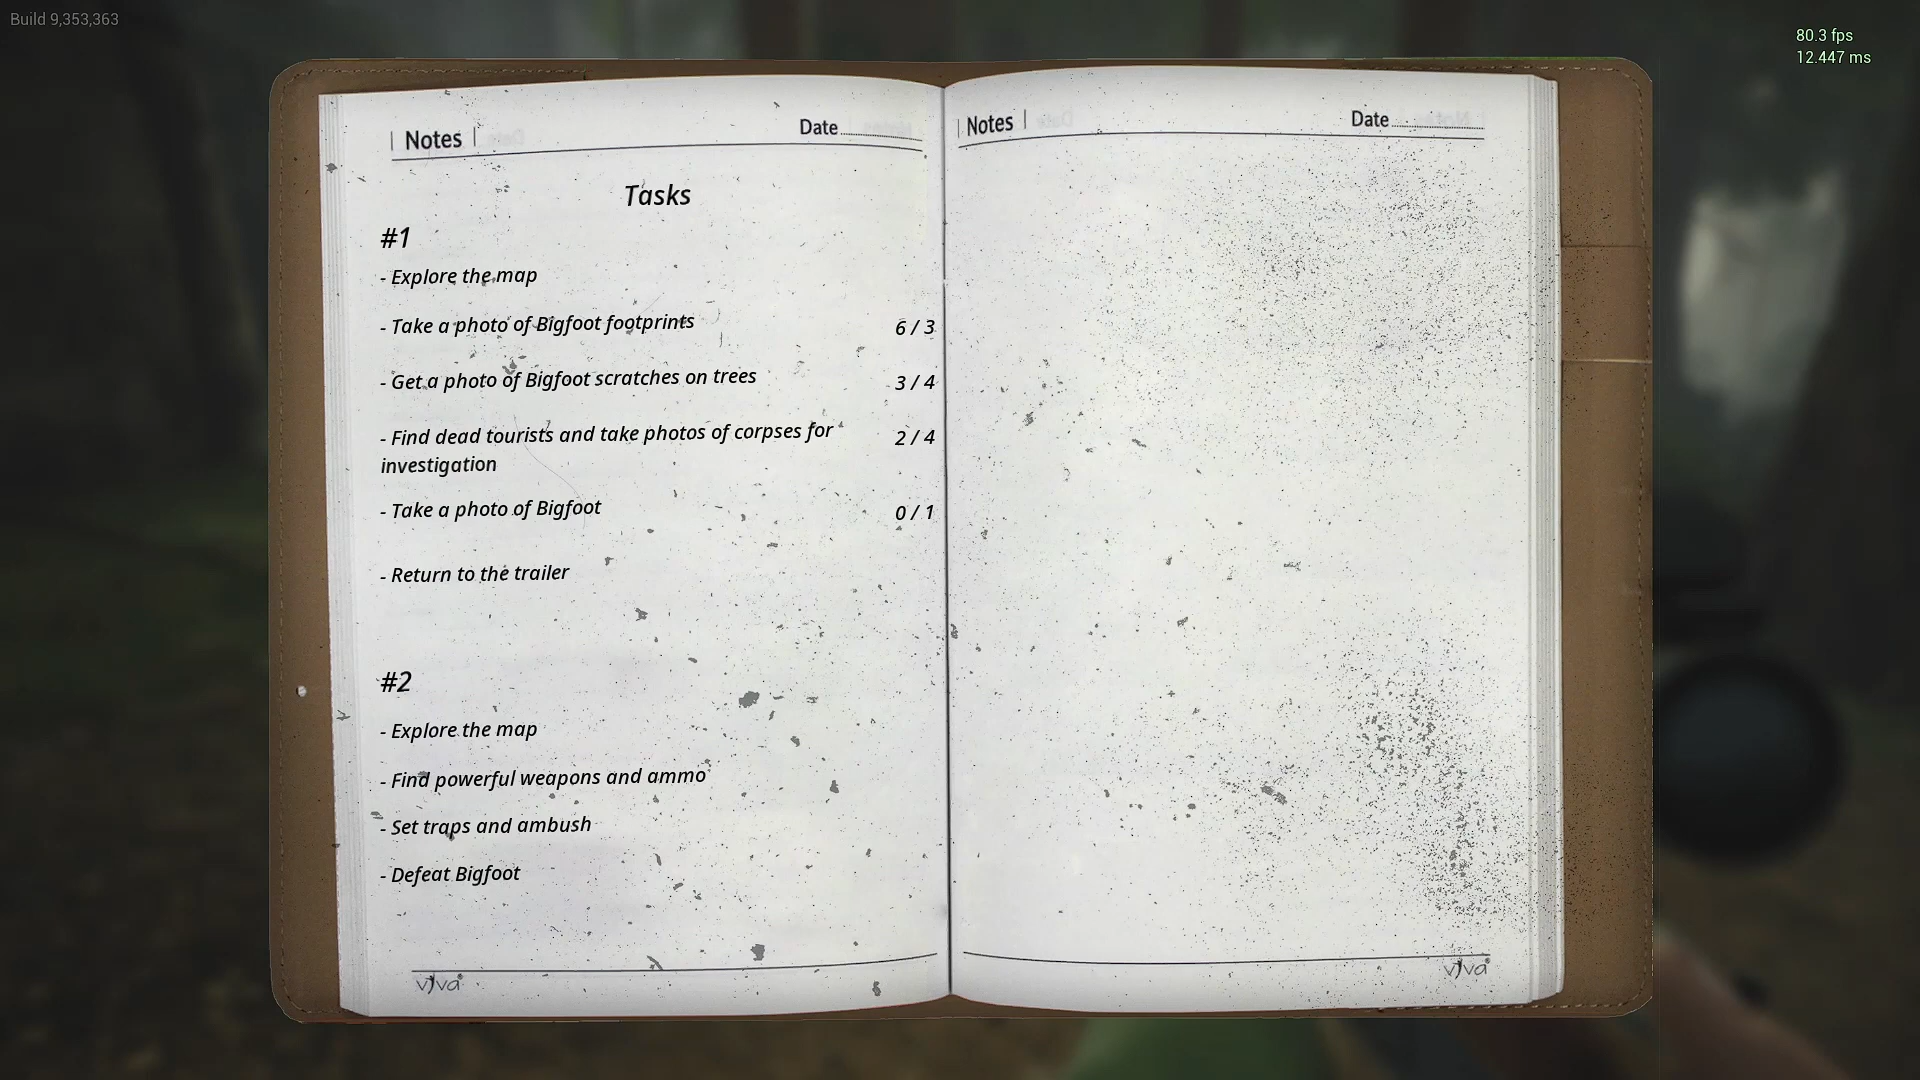 Build 9,353,363
80.3 fps
12.447 ms
Notes
Date
Notes
Date
Tasks
#1
- Explore the map
- Take a photo of Bigfoot footprints 6 / 3
- Get a photo of Bigfoot scratches on trees 3 / 4
- Find dead tourists and take photos of corpses for 2 / 4
investigation
- Take a photo of Bigfoot 0 / 1
- Return to the trailer
#2
- Explore the map
- Find powerful weapons and ammo
- Set traps and ambush
- Defeat Bigfoot
viva
viva